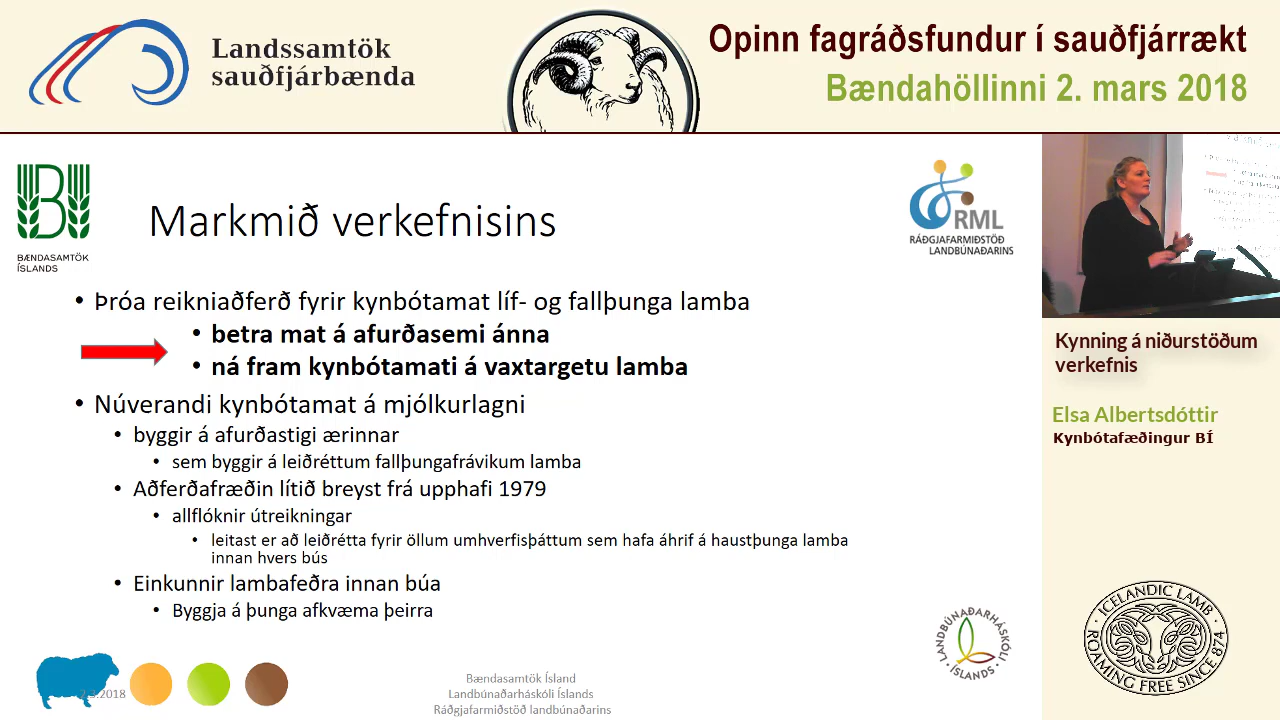 Landssamtök
sauðfjárbænda
Opinn fagráðsfundur í sauðfjárrækt
Bændahöllinni 2. mars 2018
BÆNDASAMTÖK
ÍSLANDS
Markmið verkefnisins
RML
RÁÐGJAFARMIÐSTÖÐ
LANDBÚNAÐARINS
• Þróa reikniaðferð fyrir kynbótamat líf- og fallþunga lamba
• betra mat á afurðasemi ánna
• ná fram kynbótamati á vaxtargetu lamba
• Núverandi kynbótamat á mjólkurlagni
• byggir á afurðastigi ærinnar
• sem byggir á leiðréttum fallþungafrávikum lamba
• Aðferðafræðin lítið breyst frá upphafi 1979
• allflóknir útreikningar
• leitast er að leiðrétta fyrir öllum umhverfisþáttum sem hafa áhrif á haustþunga lamba
innan hvers bús
• Einkunnir lambafeðra innan búa
• Byggja á þunga afkvæma þeirra
2.3.2018
Bændasamtök Ísland
Landbúnaðarháskóli Íslands
Ráðgjafarmiðstöð landbúnaðarins
LANDBÚNAÐARHÁSKÓLI
ÍSLANDS
Kynning á niðurstöðum
verkefnis
Elsa Albertsdóttir
Kynbótafæðingur BÍ
ICELANDIC LAMB
ROAMING FREE SINCE 874